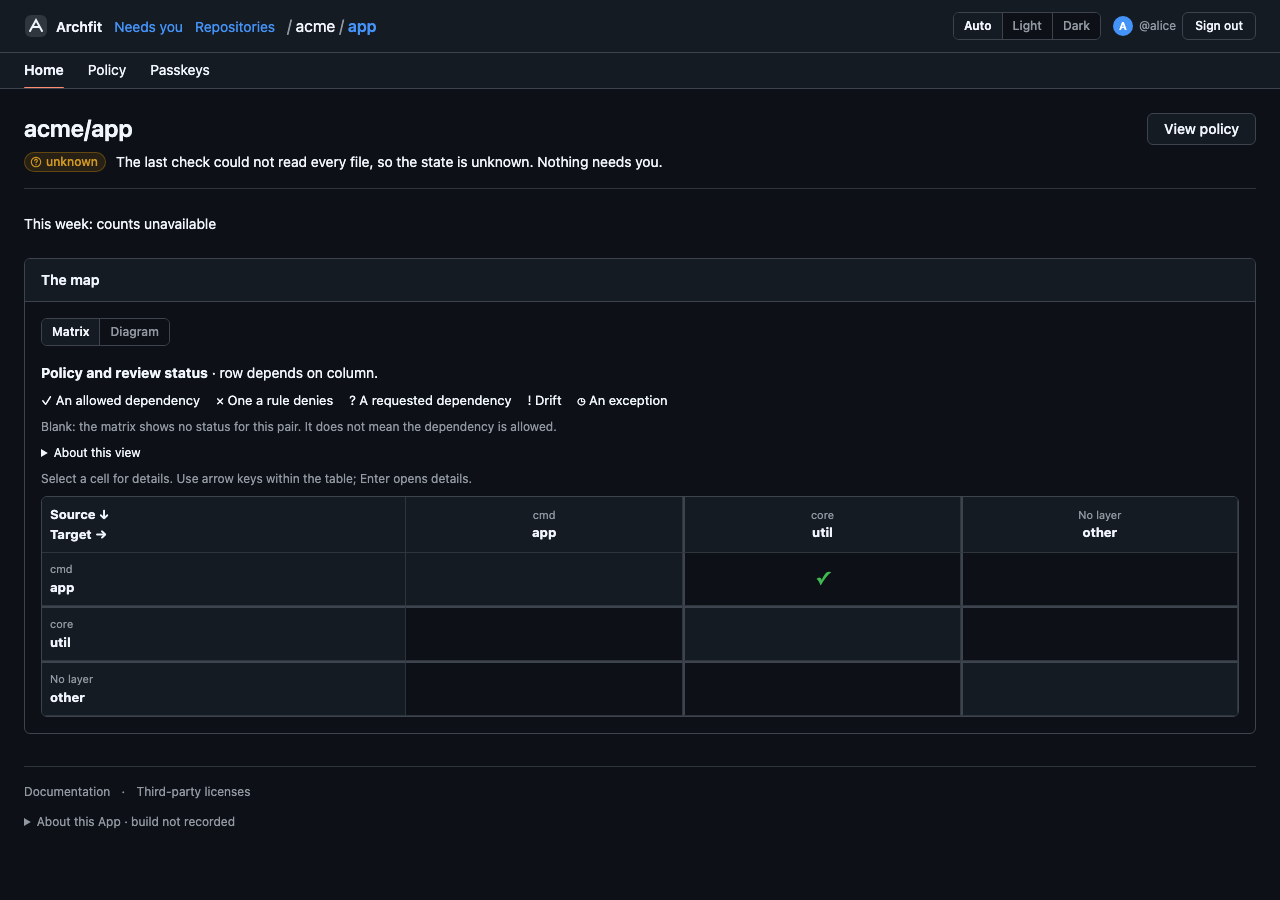 Archfit Needs you Repositories / acme / app Auto Light Dark A @alice Sign out
Home Policy Passkeys
acme/app View policy
unknown The last check could not read every file, so the state is unknown. Nothing needs you.
This week: counts unavailable
The map
Matrix Diagram
Policy and review status · row depends on column.
✓ An allowed dependency × One a rule denies ? A requested dependency ! Drift ◷ An exception
Blank: the matrix shows no status for this pair. It does not mean the dependency is allowed.
▶ About this view
Select a cell for details. Use arrow keys within the table; Enter opens details.
Source ↓ cmd core No layer
Target → app util other
cmd
app ✓
core
util
No layer
other
Documentation · Third-party licenses
▶ About this App · build not recorded